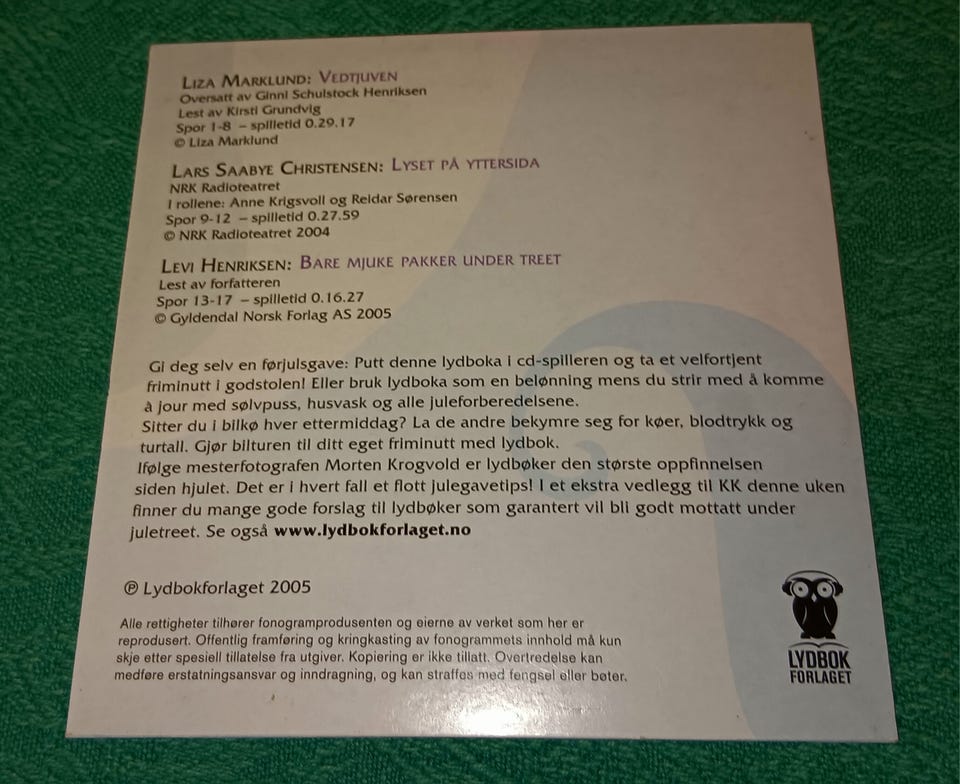 Liza Marklund: Vedtjuven
Oversatt av Ginni Schulstock Henriksen
Lest av Kirsti Grundvig
Spor 1-8 – spilletid 0.29.17
© Liza Marklund
Lars Saabye Christensen: Lyset på yttersida
NRK Radioteatret
I rollene: Anne Krigsvoll og Reidar Sørensen
Spor 9-12 – spilletid 0.27.59
© NRK Radioteatret 2004
Levi Henriksen: Bare mjuke pakker under treet
Lest av forfatteren
Spor 13-17 – spilletid 0.16.27
© Gyldendal Norsk Forlag AS 2005
Gi deg selv en førjulsgave: Putt denne lydboka i cd-spilleren og ta et velfortjent
friminutt i godstolen! Eller bruk lydboka som en belønning mens du strir med å komme
à jour med sølvpuss, husvask og alle juleforberedelsene.
Sitter du i bilkø hver ettermiddag? La de andre bekymre seg for køer, blodtrykk og
turtall. Gjør bilturen til ditt eget friminutt med lydbok.
Ifølge mesterfotografen Morten Krogvold er lydbøker den største oppfinnelsen
siden hjulet. Det er i hvert fall et flott julegavetips! I et ekstra vedlegg til KK denne uken
finner du mange gode forslag til lydbøker som garantert vil bli godt mottatt under
juletreet. Se også www.lydbokforlaget.no
℗ Lydbokforlaget 2005
Alle rettigheter tilhører fonogramprodusenten og eierne av verket som her er
reprodusert. Offentlig framføring og kringkasting av fonogrammets innhold må kun
skje etter spesiell tillatelse fra utgiver. Kopiering er ikke tillatt. Overtredelse kan
medføre erstatningsansvar og inndragning, og kan straffes med fengsel eller bøter.
LYDBOK
FORLAGET